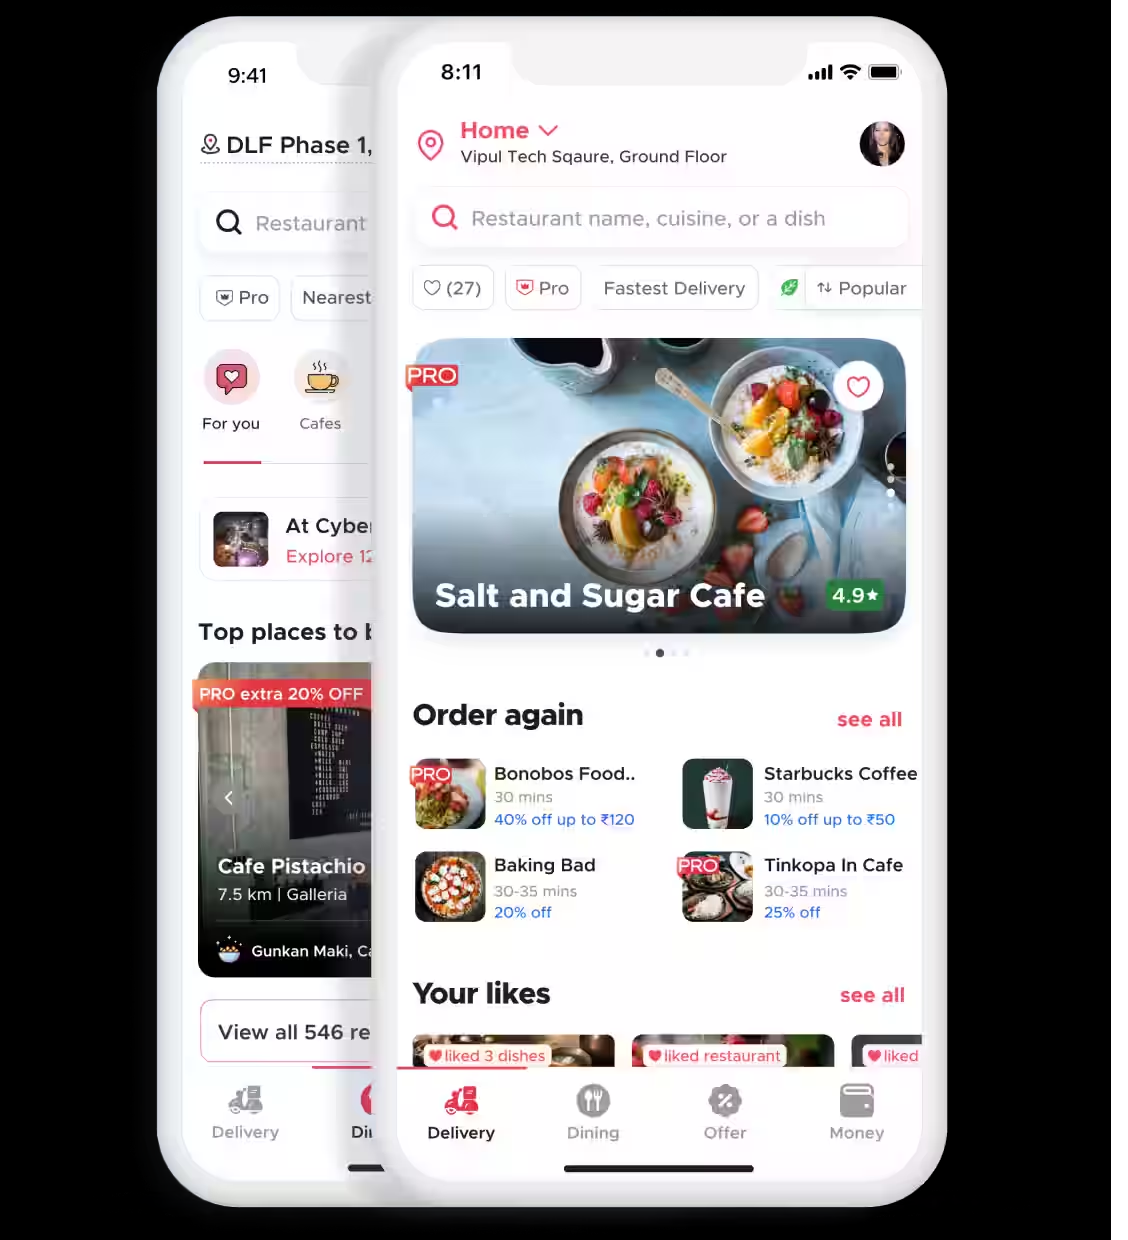 9:41
DLF Phase 1,
Restaurant
Pro
Nearest
For you
Cafes
At Cyber
Explore 12
Top places to b
PRO extra 20% OFF
Cafe Pistachio
7.5 km | Galleria
Gunkan Maki, Ca
View all 546 re
Delivery
Din
8:11
Home
Vipul Tech Sqaure, Ground Floor
Restaurant name, cuisine, or a dish
(27)
Pro
Fastest Delivery
Popular
PRO
Salt and Sugar Cafe
4.9★
Order again
see all
PRO
Bonobos Food..
30 mins
40% off up to ₹120
Starbucks Coffee
30 mins
10% off up to ₹50
Baking Bad
30-35 mins
20% off
PRO
Tinkopa In Cafe
30-35 mins
25% off
Your likes
see all
liked 3 dishes
liked restaurant
liked
Delivery
Dining
Offer
Money